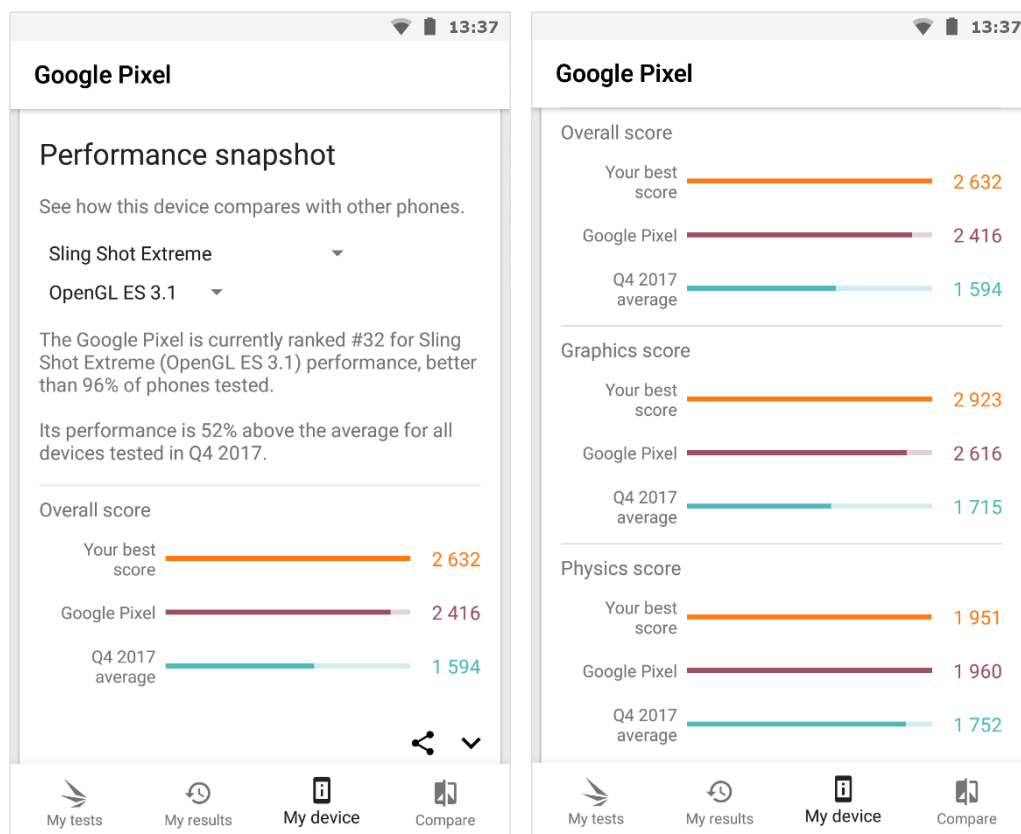 13:37
Google Pixel
Performance snapshot
See how this device compares with other phones.
Sling Shot Extreme
OpenGL ES 3.1
The Google Pixel is currently ranked #32 for Sling
Shot Extreme (OpenGL ES 3.1) performance, better
than 96% of phones tested.
Its performance is 52% above the average for all
devices tested in Q4 2017.
Overall score
Your best
score
2 632
Google Pixel
2 416
Q4 2017
average
1 594
My tests
My results
My device
Compare
13:37
Google Pixel
Overall score
Your best
score
2 632
Google Pixel
2 416
Q4 2017
average
1 594
Graphics score
Your best
score
2 923
Google Pixel
2 616
Q4 2017
average
1 715
Physics score
Your best
score
1 951
Google Pixel
1 960
Q4 2017
average
1 752
My tests
My results
My device
Compare